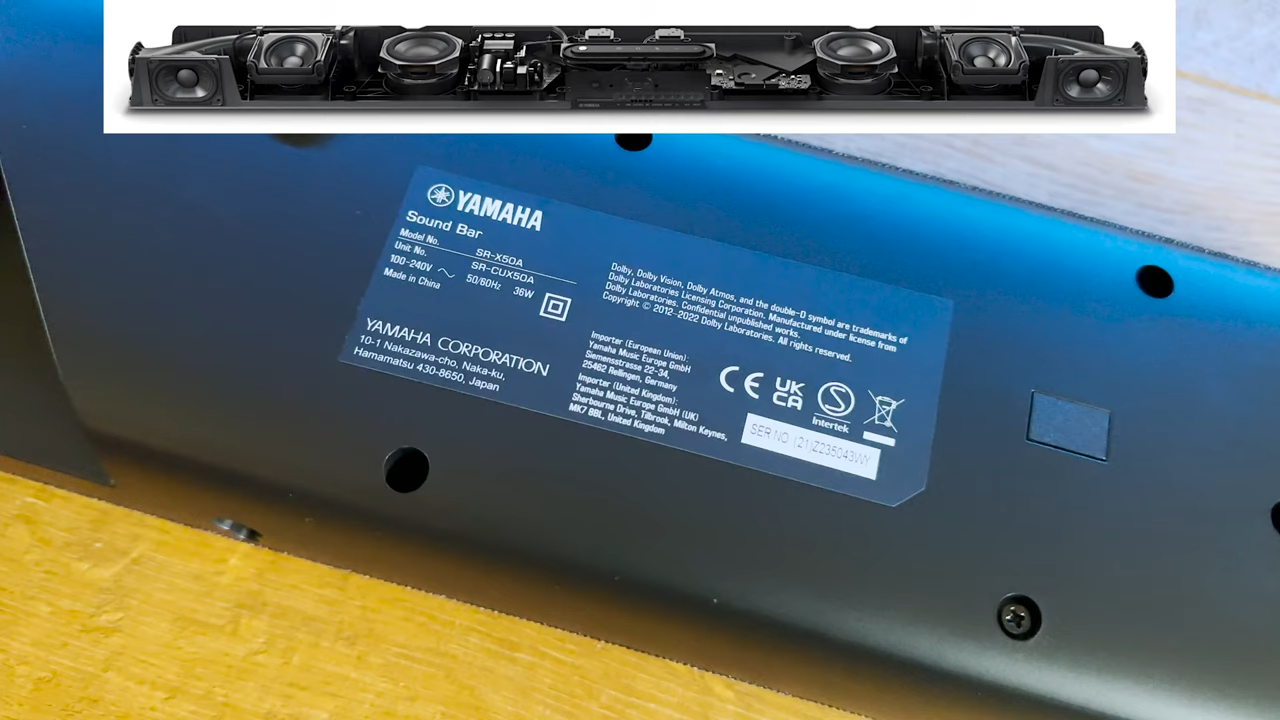 YAMAHA
Sound Bar
Model No. SR-X50A
Unit No. SR-CUX50A
100-240V ~ 50/60Hz 36W
Made in China
YAMAHA CORPORATION
10-1 Nakazawa-cho, Naka-ku,
Hamamatsu 430-8650, Japan
Dolby, Dolby Vision, Dolby Atmos, and the double-D symbol are trademarks of
Dolby Laboratories Licensing Corporation. Manufactured under license from
Dolby Laboratories. Confidential unpublished works.
Copyright © 2012-2022 Dolby Laboratories. All rights reserved.
Importer (European Union):
Yamaha Music Europe GmbH
Siemensstrasse 22-34,
25462 Rellingen, Germany
Importer (United Kingdom):
Yamaha Music Europe GmbH (UK)
Sherbourne Drive, Tilbrook, Milton Keynes,
MK7 8BL, United Kingdom
CE
UK
CA
S
Intertek
SER NO (21)Z235043WY